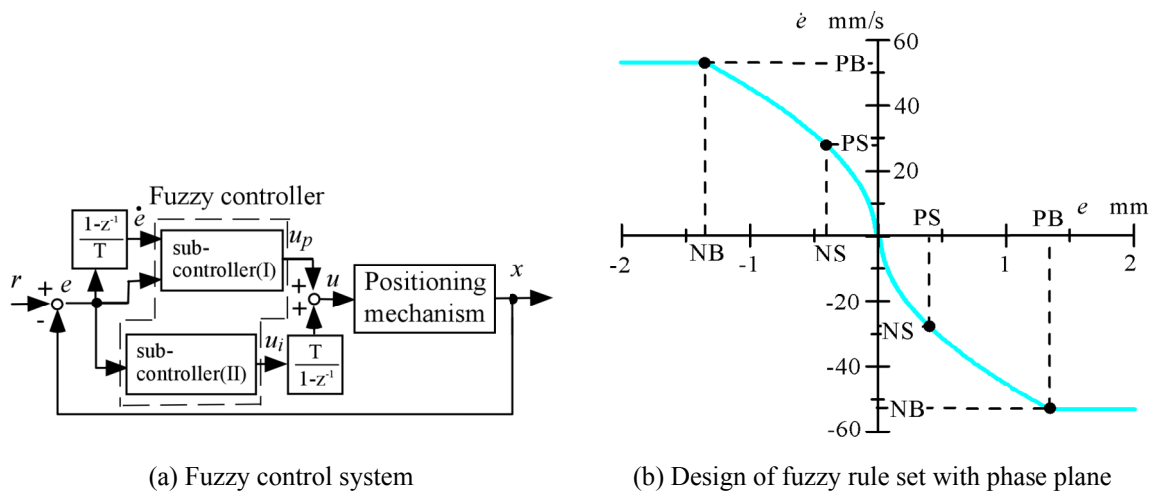 Fuzzy controller
1-z⁻¹
T
ė
sub-
controller(I)
u_p
r
+
e
-
+
+
u
Positioning
mechanism
x
sub-
controller(II)
u_i
T
1-z⁻¹
(a) Fuzzy control system
ė mm/s
60
PB
40
PS
20
PS PB e mm
-2 NB -1 NS 1 2
-20
NS
-40
NB
-60
(b) Design of fuzzy rule set with phase plane